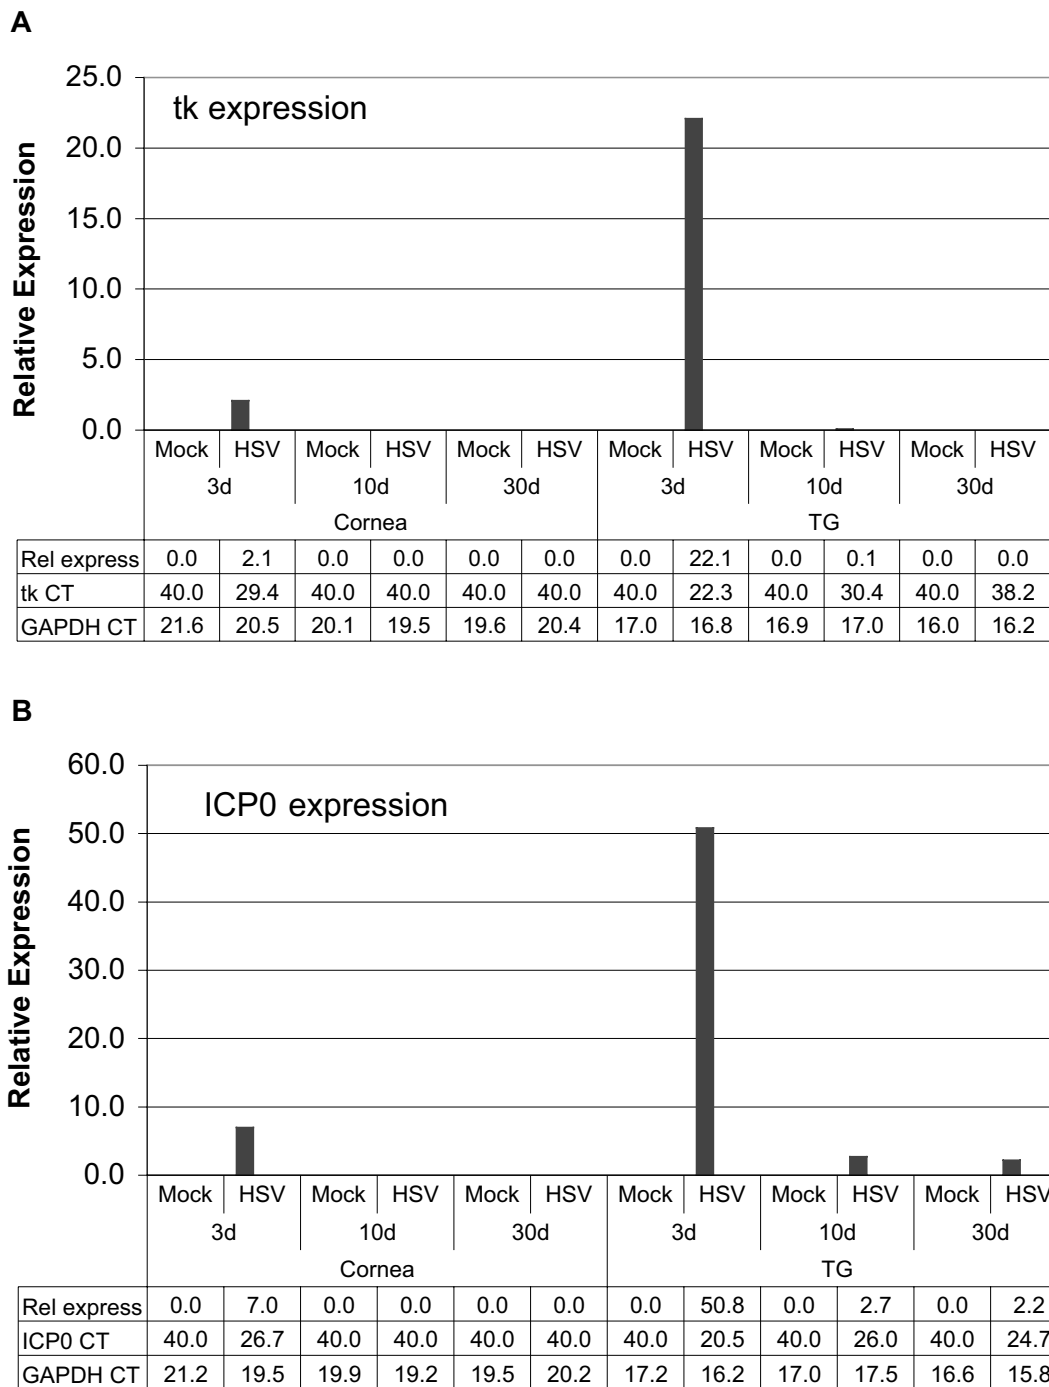 A
25.0
tk expression
20.0
15.0
10.0
5.0
0.0
Relative Expression
Mock HSV Mock HSV Mock HSV Mock HSV Mock HSV Mock HSV
3d 10d 30d 3d 10d 30d
Cornea TG
Rel express 0.0 2.1 0.0 0.0 0.0 0.0 0.0 22.1 0.0 0.1 0.0 0.0
tk CT 40.0 29.4 40.0 40.0 40.0 40.0 40.0 22.3 40.0 30.4 40.0 38.2
GAPDH CT 21.6 20.5 20.1 19.5 19.6 20.4 17.0 16.8 16.9 17.0 16.0 16.2
B
60.0
ICP0 expression
50.0
40.0
30.0
20.0
10.0
0.0
Relative Expression
Mock HSV Mock HSV Mock HSV Mock HSV Mock HSV Mock HSV
3d 10d 30d 3d 10d 30d
Cornea TG
Rel express 0.0 7.0 0.0 0.0 0.0 0.0 0.0 50.8 0.0 2.7 0.0 2.2
ICP0 CT 40.0 26.7 40.0 40.0 40.0 40.0 40.0 20.5 40.0 26.0 40.0 24.7
GAPDH CT 21.2 19.5 19.9 19.2 19.5 20.2 17.2 16.2 17.0 17.5 16.6 15.8